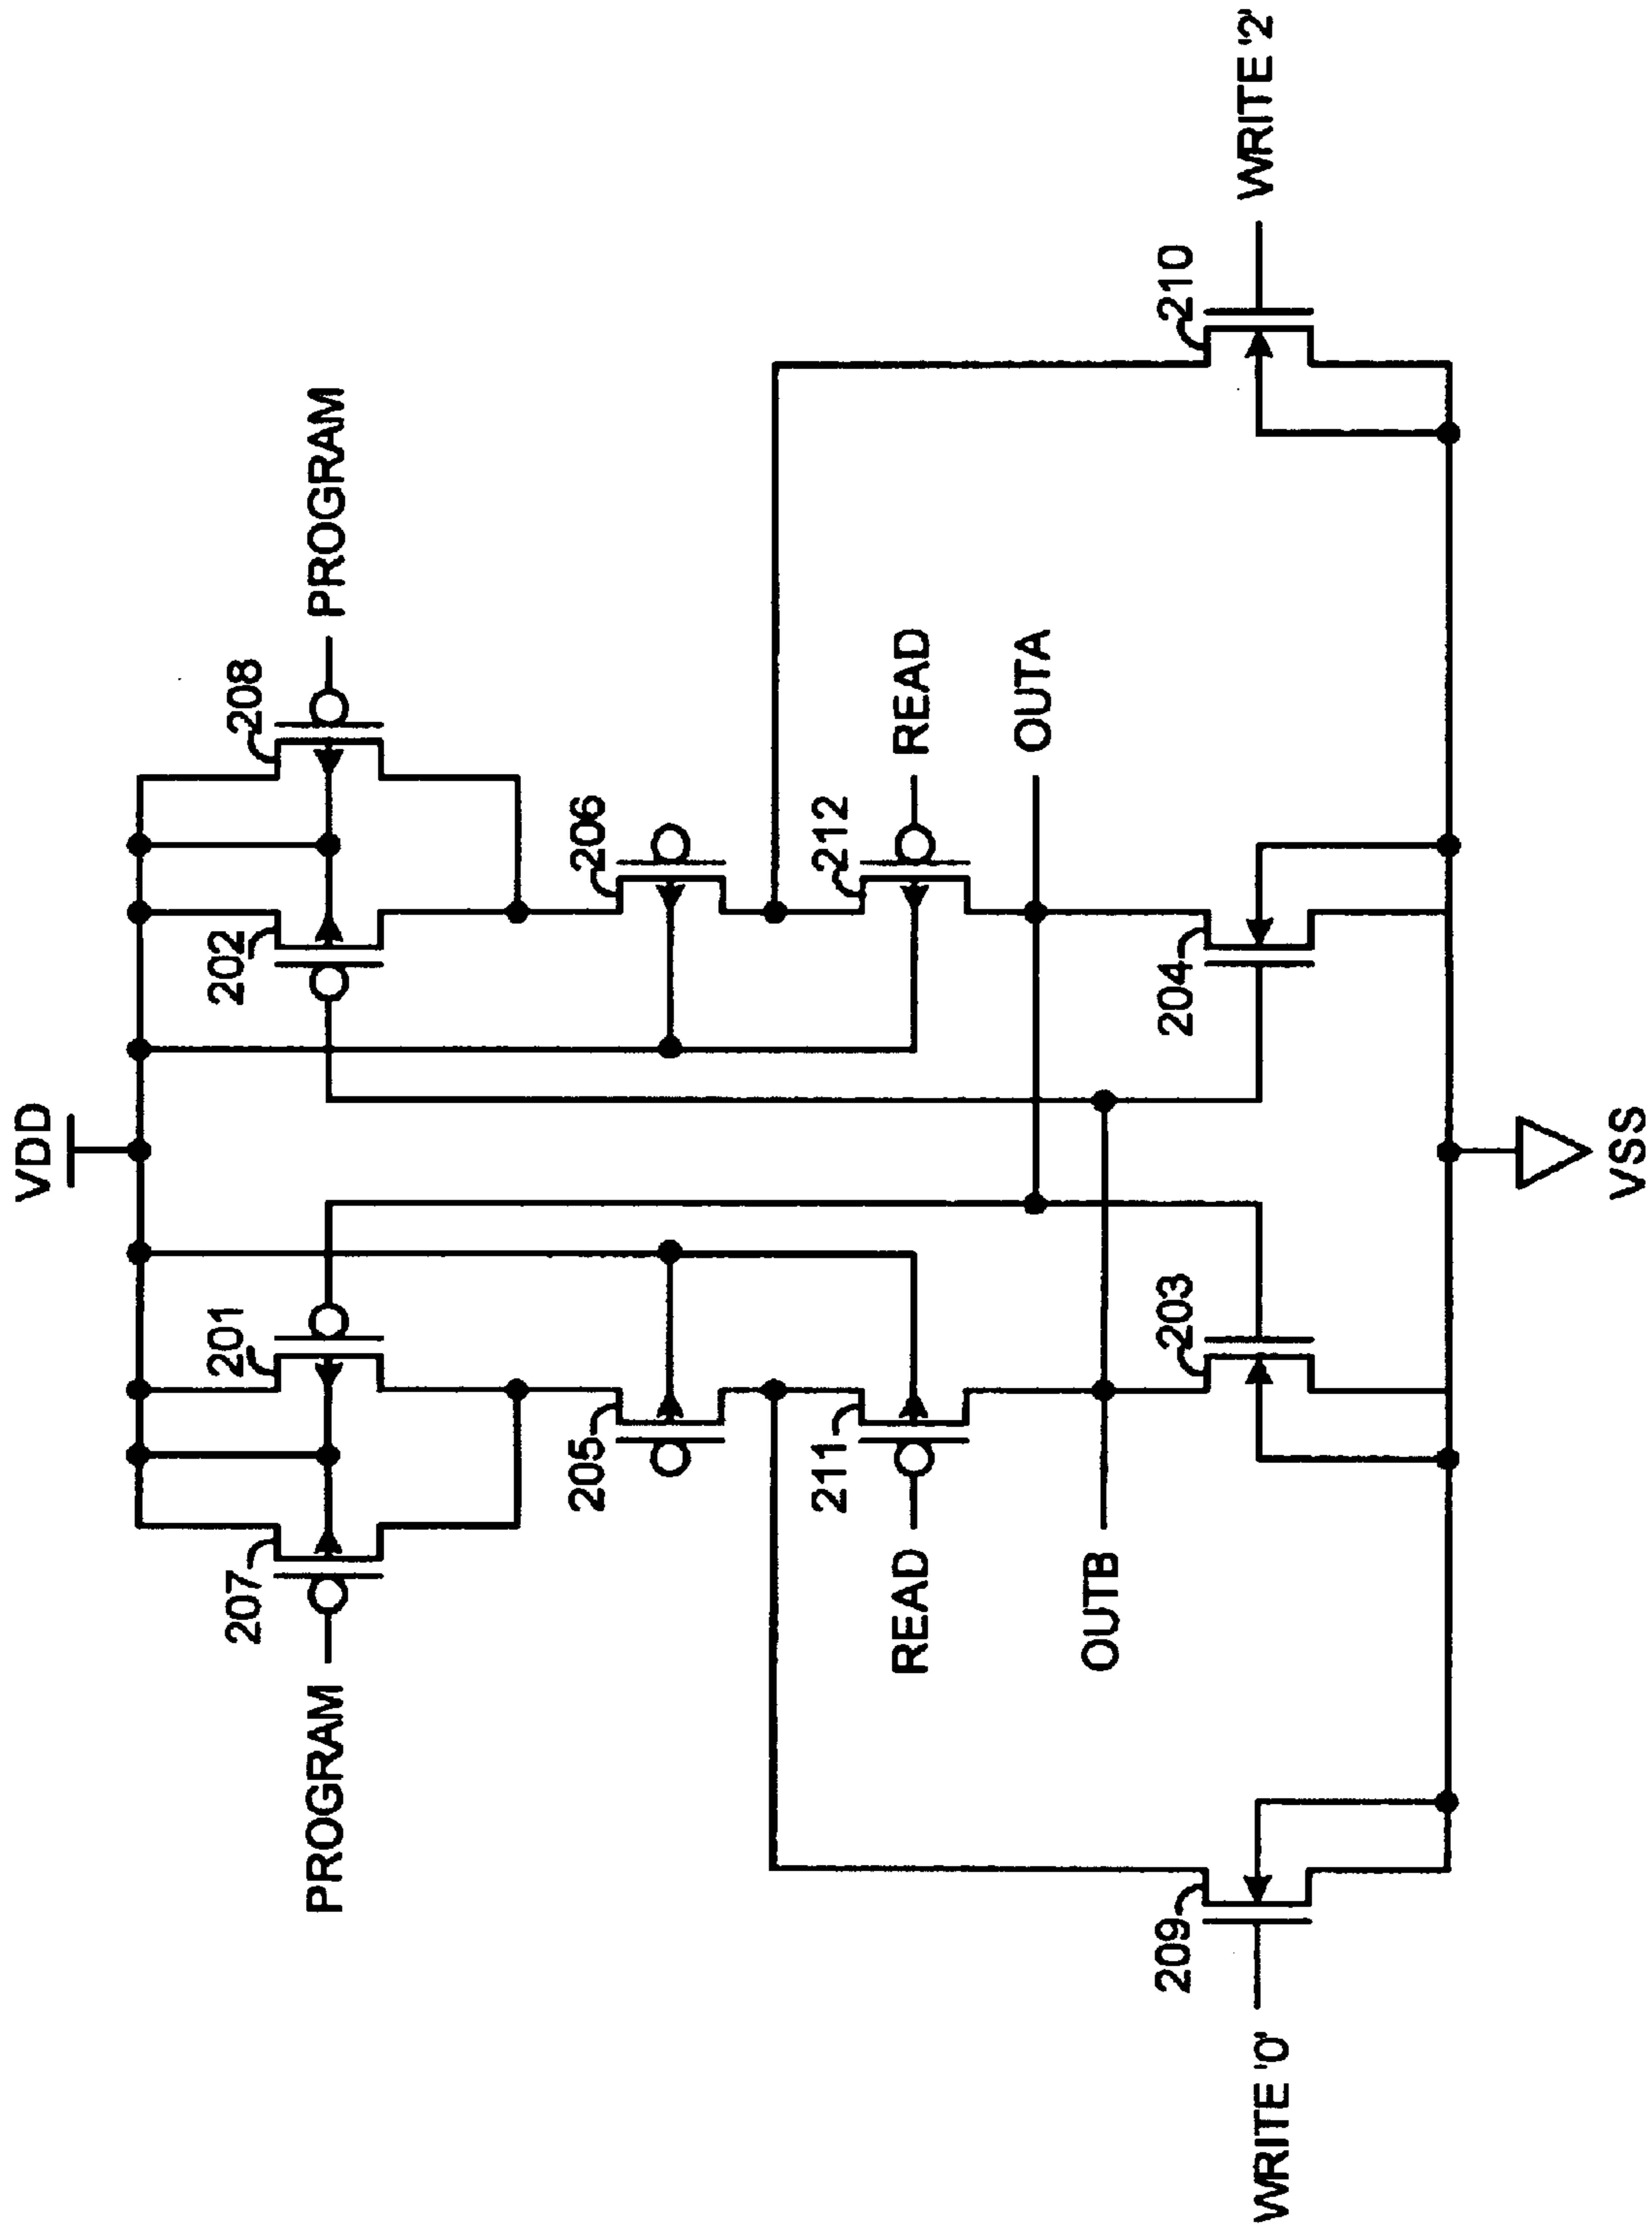 VDD
PROGRAM
207
201
202
208
PROGRAM
205
206
READ
211
212
READ
OUTB
OUTA
WRITE '0'
209
203
204
210
WRITE '2'
VSS